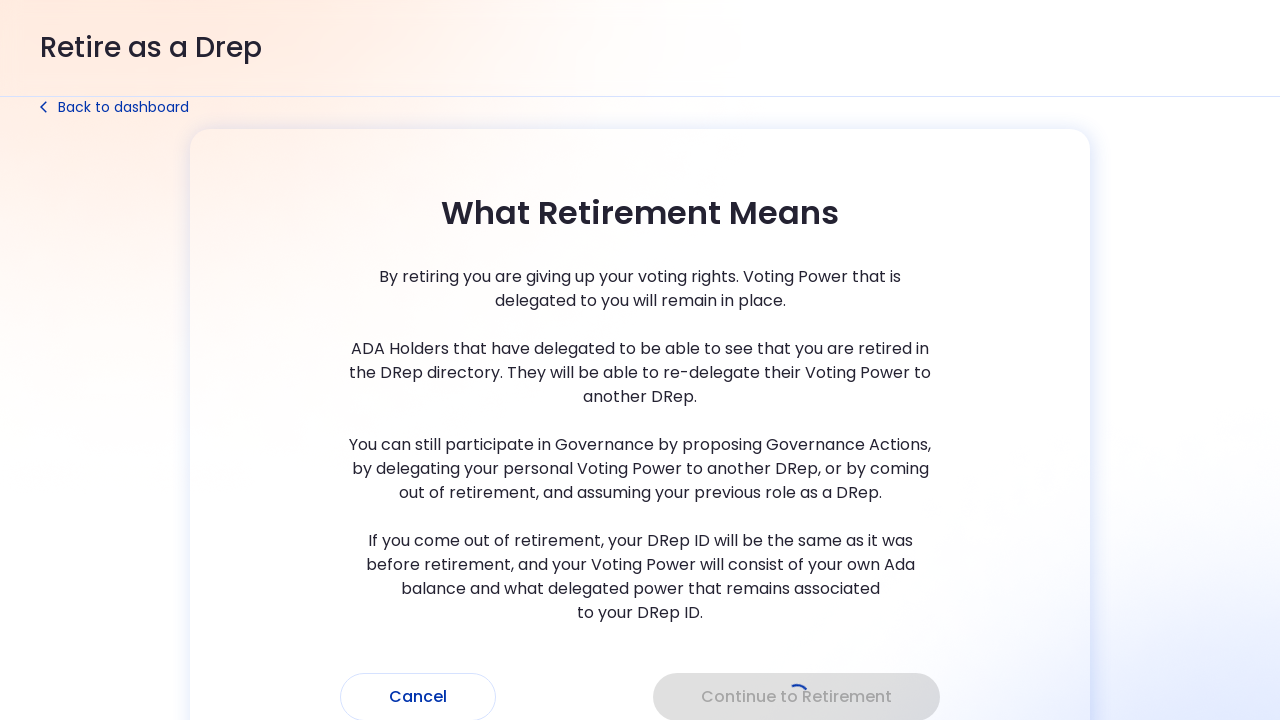 Retire as a Drep
Back to dashboard
What Retirement Means
By retiring you are giving up your voting rights. Voting Power that is
delegated to you will remain in place.
ADA Holders that have delegated to be able to see that you are retired in
the DRep directory. They will be able to re-delegate their Voting Power to
another DRep.
You can still participate in Governance by proposing Governance Actions,
by delegating your personal Voting Power to another DRep, or by coming
out of retirement, and assuming your previous role as a DRep.
If you come out of retirement, your DRep ID will be the same as it was
before retirement, and your Voting Power will consist of your own Ada
balance and what delegated power that remains associated
to your DRep ID.
Cancel
Continue to Retirement